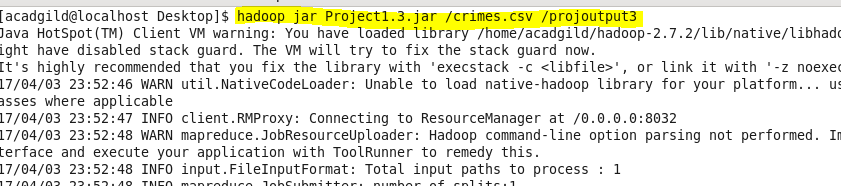 [acadgild@localhost Desktop]$ hadoop jar Project1.3.jar /crimes.csv /projoutput3
Java HotSpot(TM) Client VM warning: You have loaded library /home/acadgild/hadoop-2.7.2/lib/native/libhado
ight have disabled stack guard. The VM will try to fix the stack guard now.
It's highly recommended that you fix the library with 'execstack -c <libfile>', or link it with '-z noexec
17/04/03 23:52:46 WARN util.NativeCodeLoader: Unable to load native-hadoop library for your platform... us
asses where applicable
17/04/03 23:52:47 INFO client.RMProxy: Connecting to ResourceManager at /0.0.0.0:8032
17/04/03 23:52:48 WARN mapreduce.JobResourceUploader: Hadoop command-line option parsing not performed. Im
terface and execute your application with ToolRunner to remedy this.
17/04/03 23:52:48 INFO input.FileInputFormat: Total input paths to process : 1
17/04/03 23:52:48 INFO mapreduce.JobSubmitter: number of splits:1